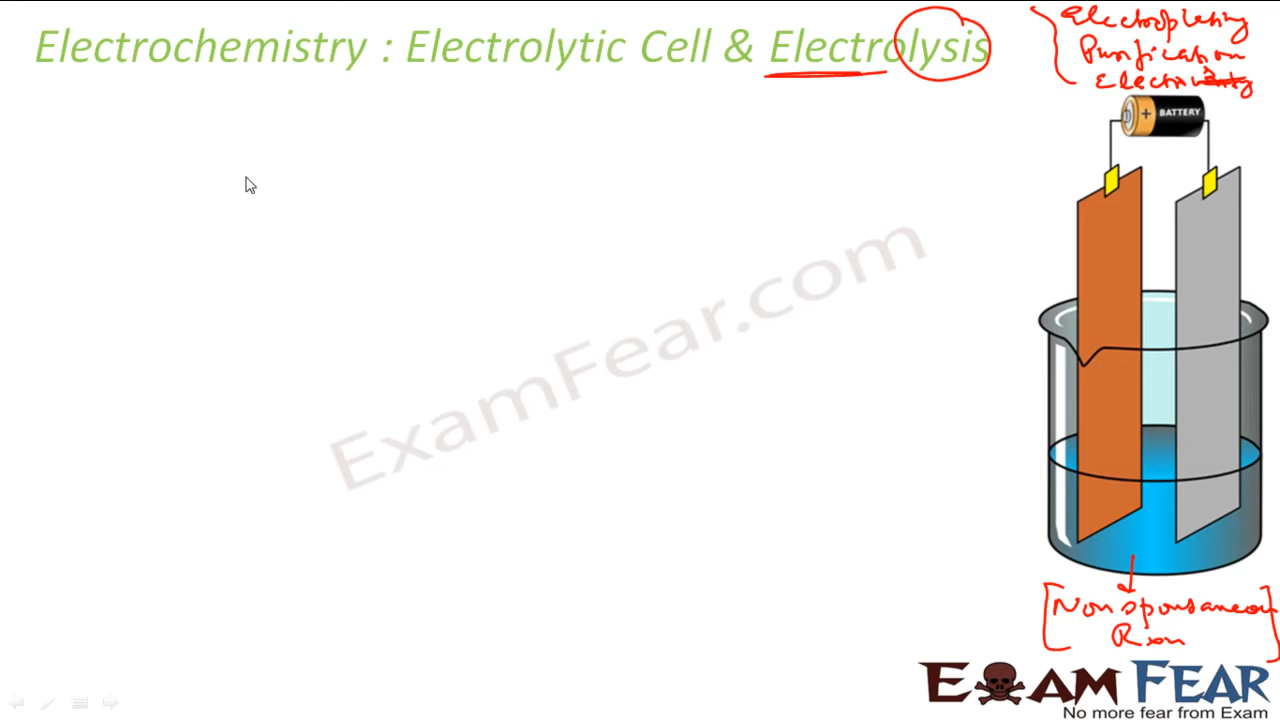 Electrochemistry : Electrolytic Cell & Electrolysis
Electroplating
Purification
+ BATTERY
ExamFear.com
Non spontaneous
Rxn
EXAM FEAR
No more fear from Exam